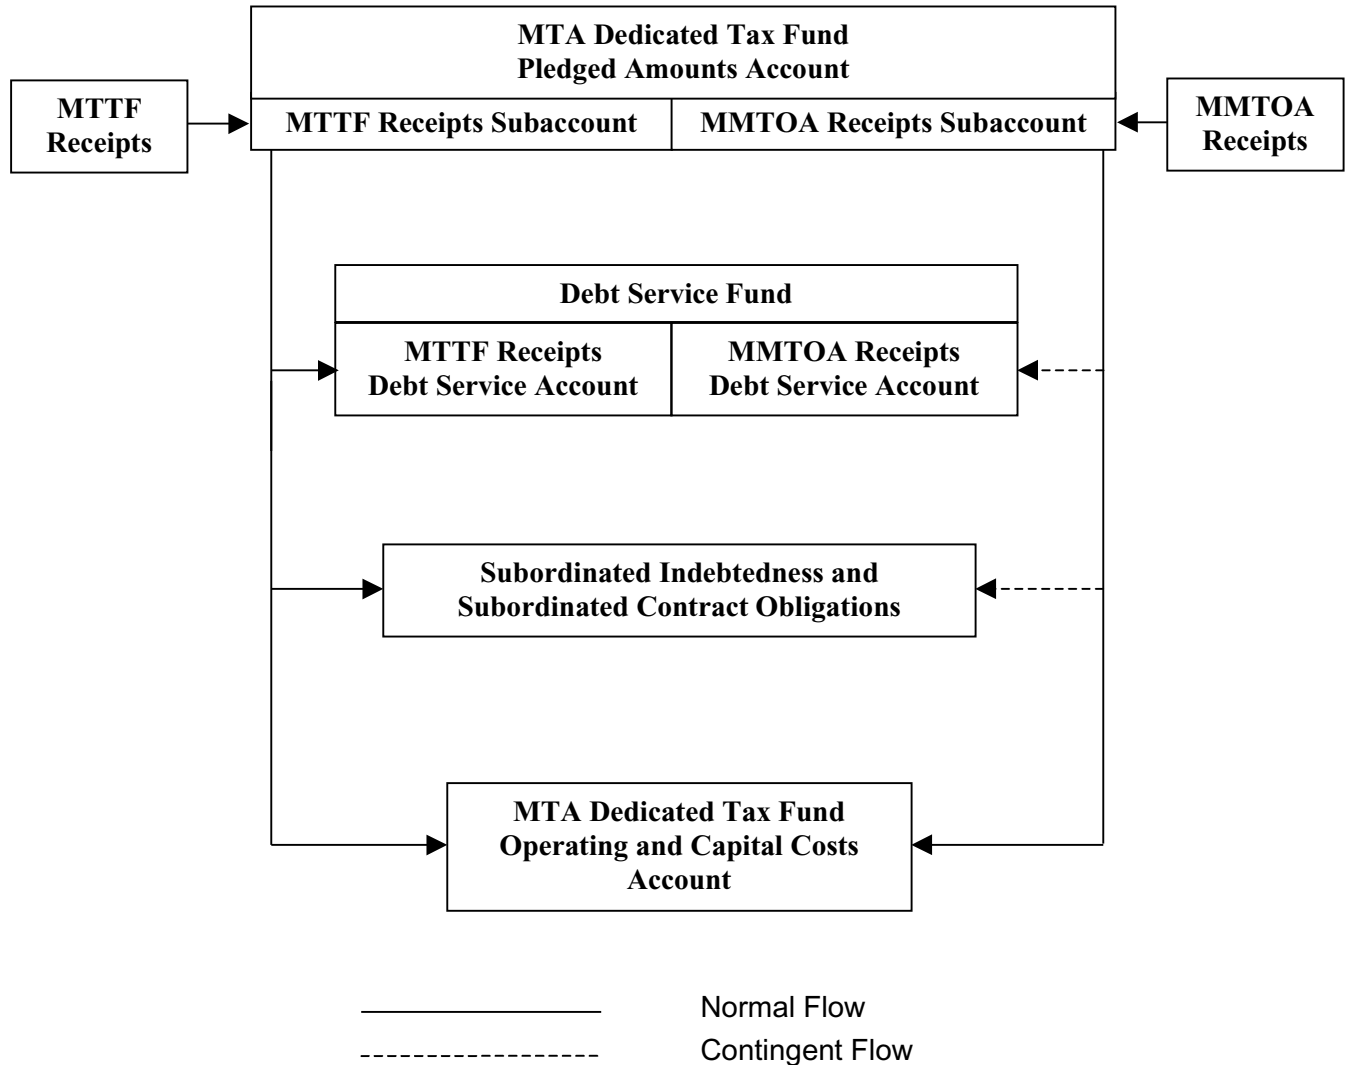 MTA Dedicated Tax Fund
Pledged Amounts Account
MTTF
Receipts
MTTF Receipts Subaccount
MMTOA Receipts Subaccount
MMTOA
Receipts
Debt Service Fund
MTTF Receipts
Debt Service Account
MMTOA Receipts
Debt Service Account
Subordinated Indebtedness and
Subordinated Contract Obligations
MTA Dedicated Tax Fund
Operating and Capital Costs
Account
Normal Flow
Contingent Flow